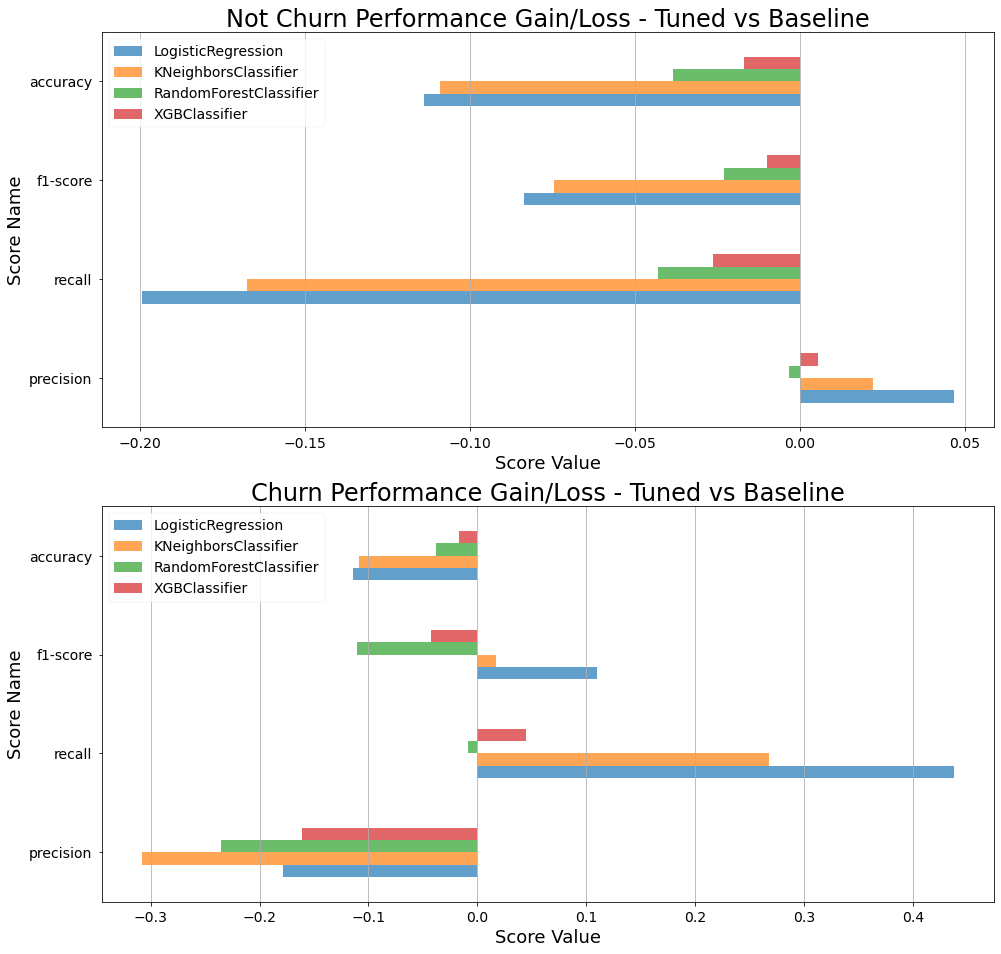 Not Churn Performance Gain/Loss - Tuned vs Baseline
LogisticRegression
KNeighborsClassifier
RandomForestClassifier
XGBClassifier
accuracy
f1-score
recall
precision
Score Name
−0.20 −0.15 −0.10 −0.05 0.00 0.05
Score Value
Churn Performance Gain/Loss - Tuned vs Baseline
LogisticRegression
KNeighborsClassifier
RandomForestClassifier
XGBClassifier
accuracy
f1-score
recall
precision
Score Name
−0.3 −0.2 −0.1 0.0 0.1 0.2 0.3 0.4
Score Value